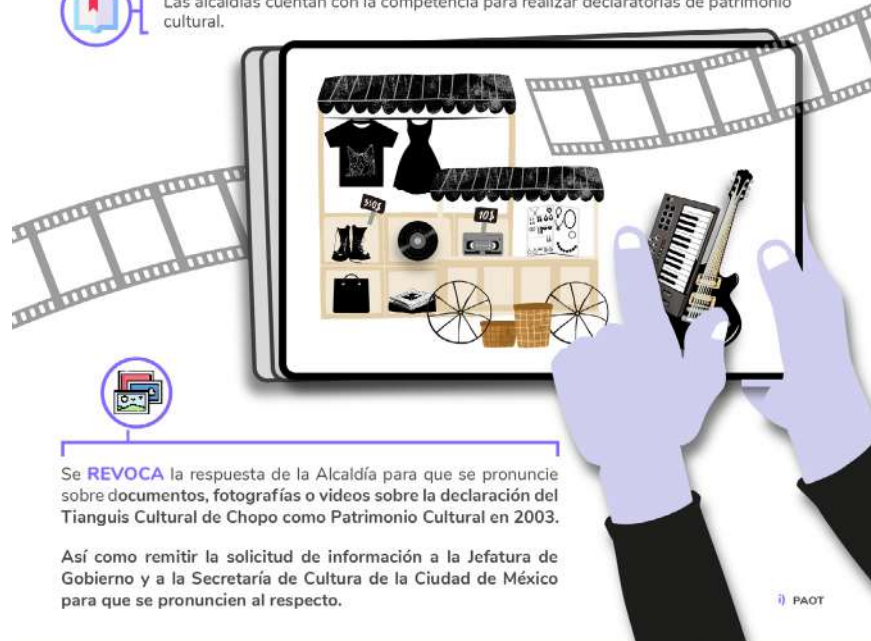 Las alcaldías cuentan con la competencia para realizar declaratorias de patrimonio
cultural.
310$
10$
Se REVOCA la respuesta de la Alcaldía para que se pronuncie
sobre documentos, fotografías o videos sobre la declaración del
Tianguis Cultural de Chopo como Patrimonio Cultural en 2003.
Así como remitir la solicitud de información a la Jefatura de
Gobierno y a la Secretaría de Cultura de la Ciudad de México
para que se pronuncien al respecto.
i) PAOT